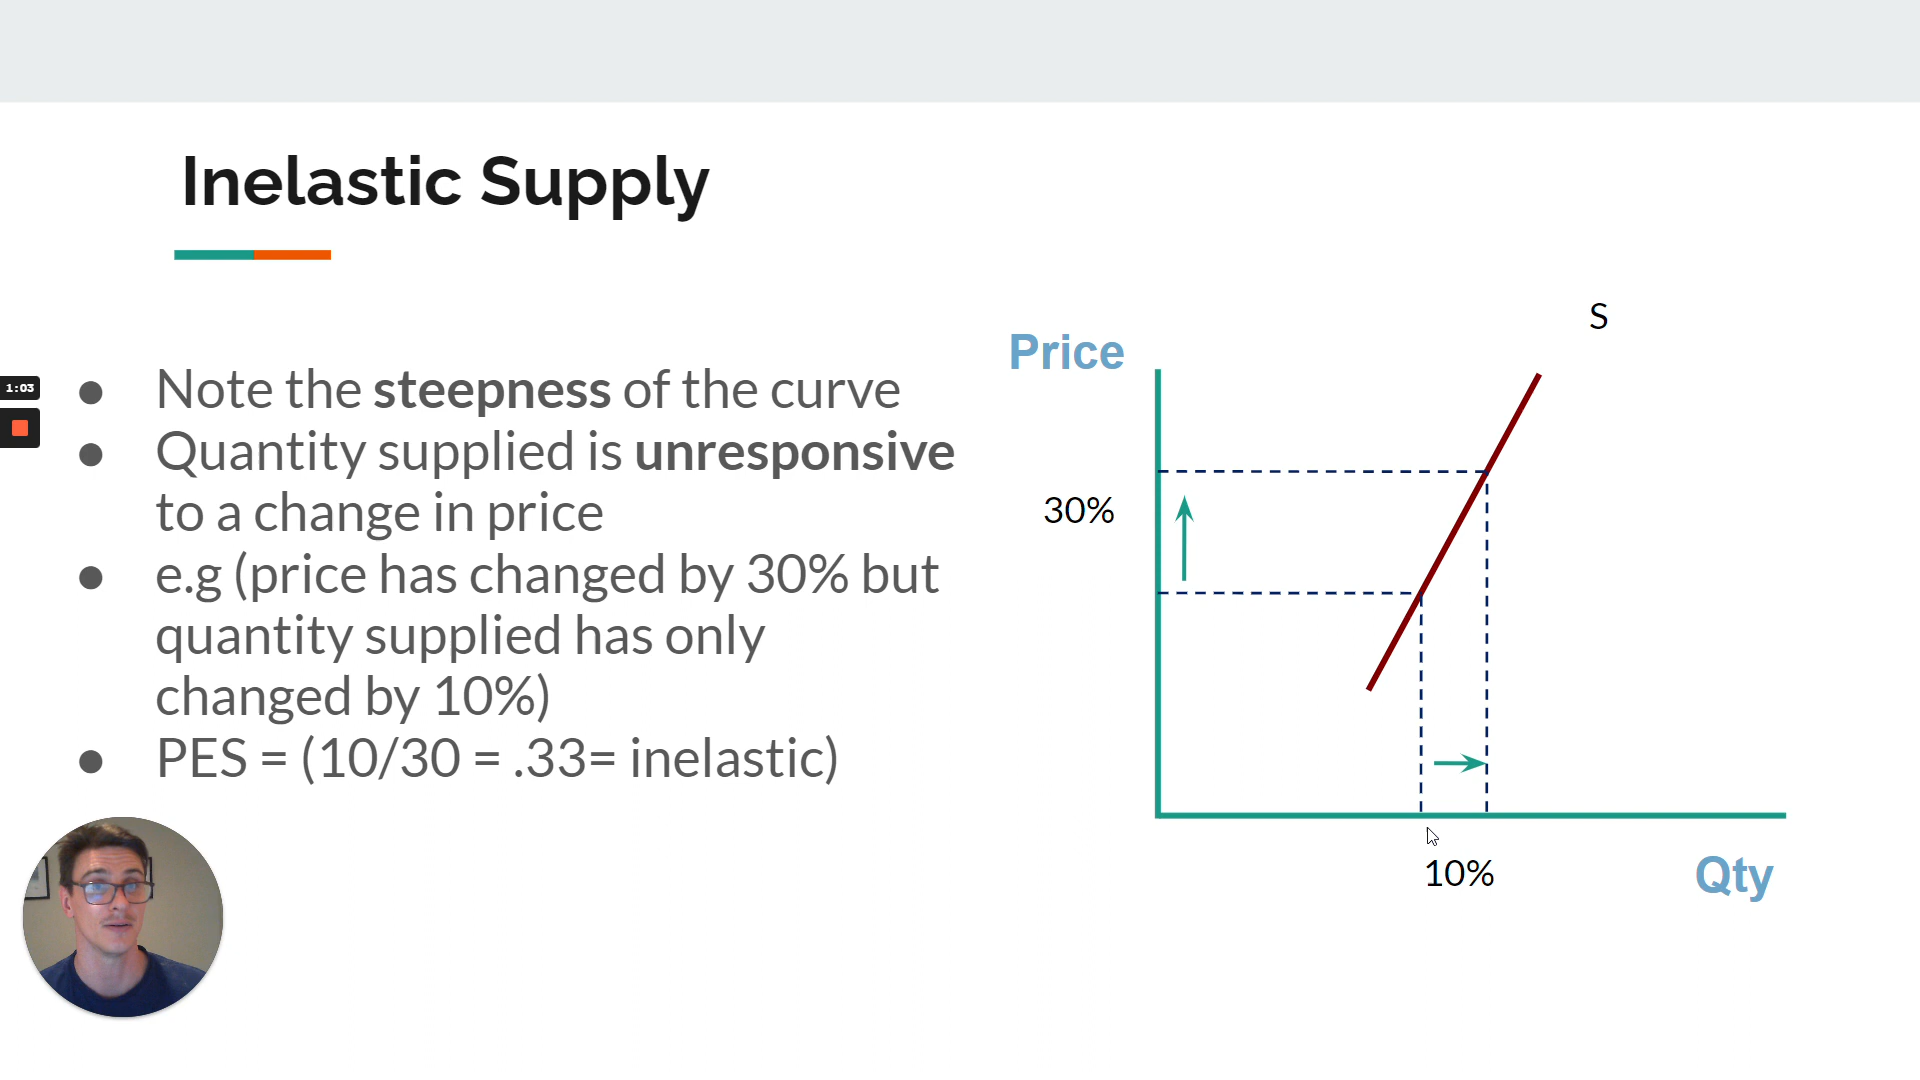 Inelastic Supply
1:03
● Note the steepness of the curve
● Quantity supplied is unresponsive
to a change in price
● e.g (price has changed by 30% but
quantity supplied has only
changed by 10%)
● PES = (10/30 = .33= inelastic)
S
Price
30%
10%
Qty